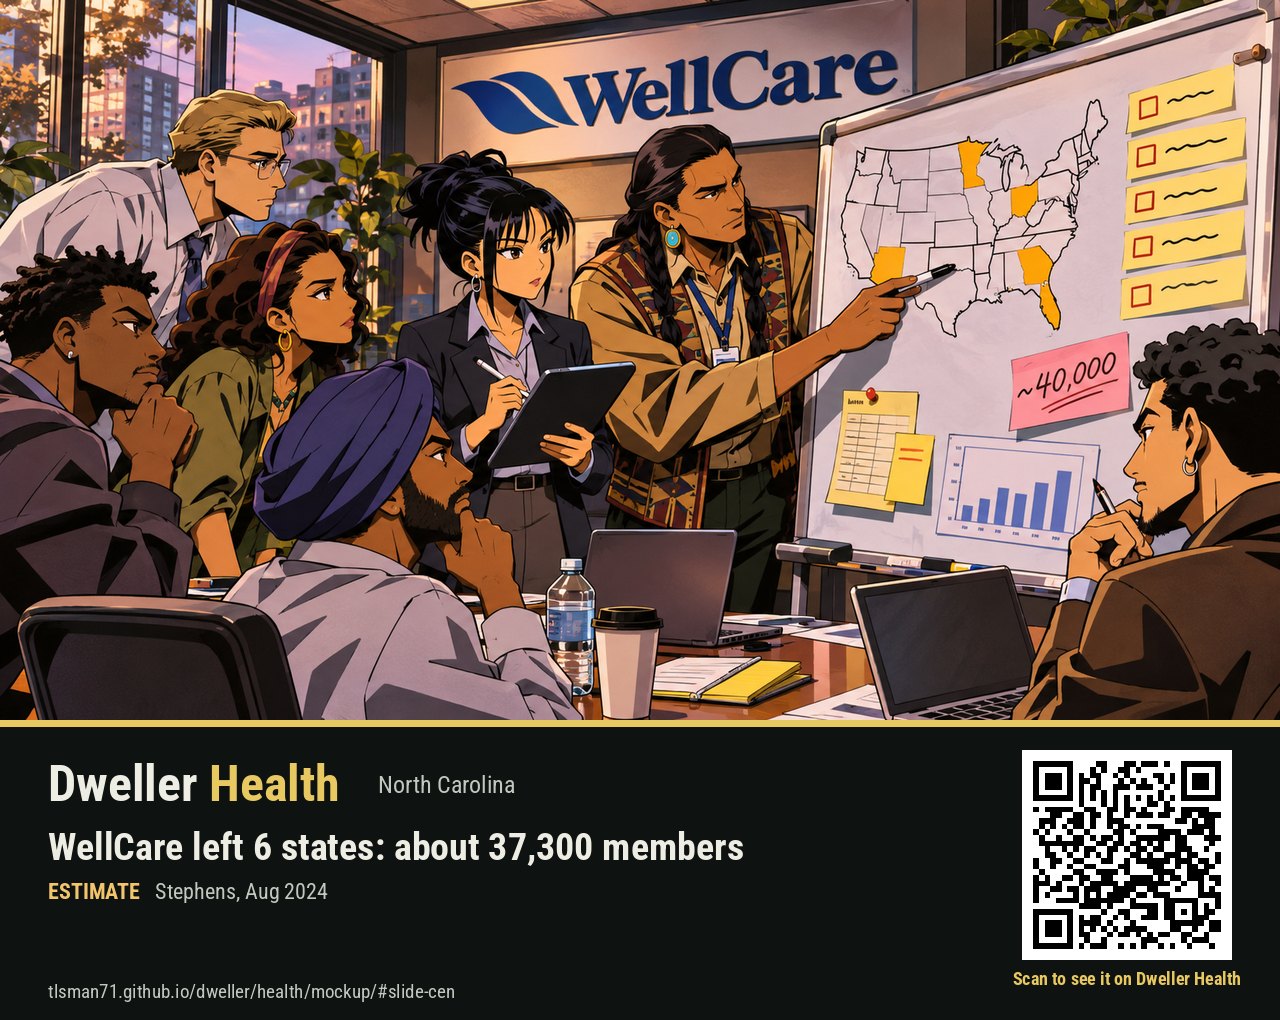 WellCare
~40,000
Dweller Health
North Carolina
WellCare left 6 states: about 37,300 members
ESTIMATE Stephens, Aug 2024
tlsman71.github.io/dweller/health/mockup/#slide-cen
Scan to see it on Dweller Health